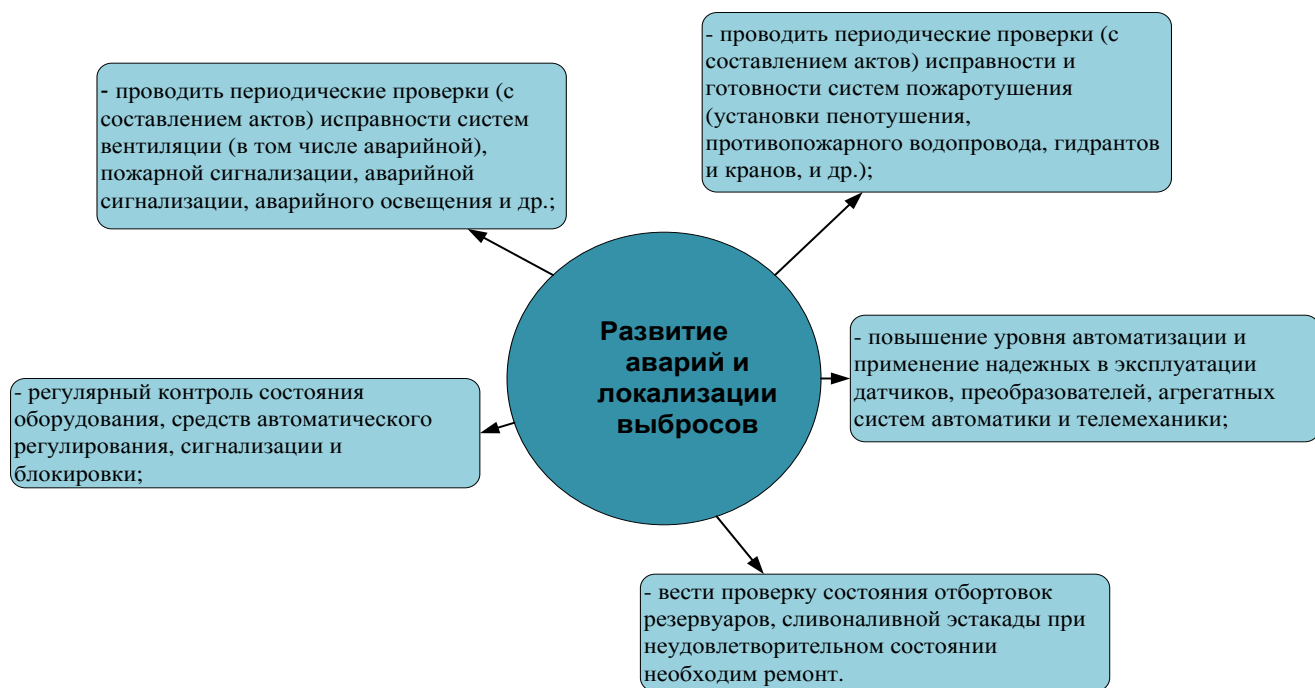 - проводить периодические проверки (с
составлением актов) исправности систем
вентиляции (в том числе аварийной),
пожарной сигнализации, аварийной
сигнализации, аварийного освещения и др.;
- проводить периодические проверки (с
составлением актов) исправности и
готовности систем пожаротушения
(установки пенотушения,
противопожарного водопровода, гидрантов
и кранов, и др.);
Развитие
аварий и
локализации
выбросов
- повышение уровня автоматизации и
применение надежных в эксплуатации
датчиков, преобразователей, агрегатных
систем автоматики и телемеханики;
- регулярный контроль состояния
оборудования, средств автоматического
регулирования, сигнализации и
блокировки;
- вести проверку состояния отбортовок
резервуаров, сливоналивной эстакады при
неудовлетворительном состоянии
необходим ремонт.